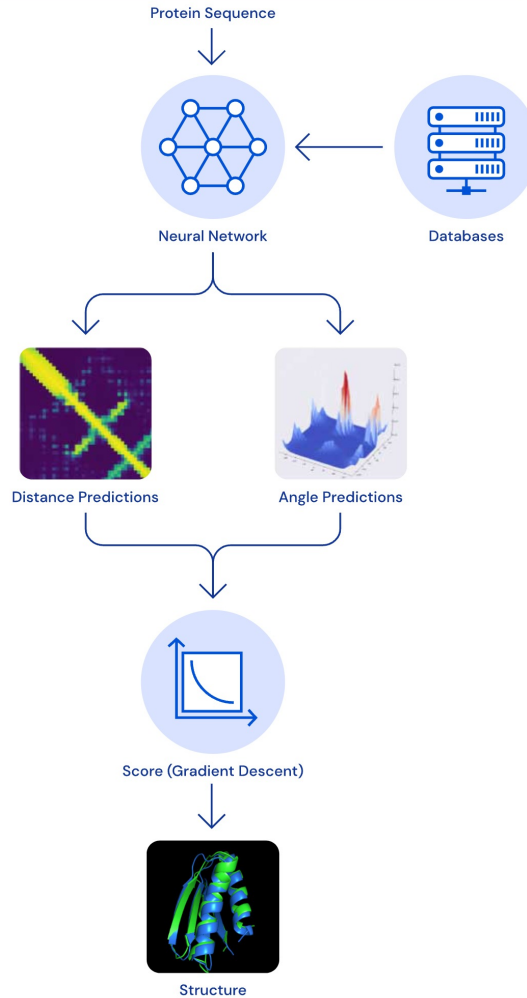 Protein Sequence
Neural Network
Databases
Distance Predictions
Angle Predictions
Score (Gradient Descent)
Structure